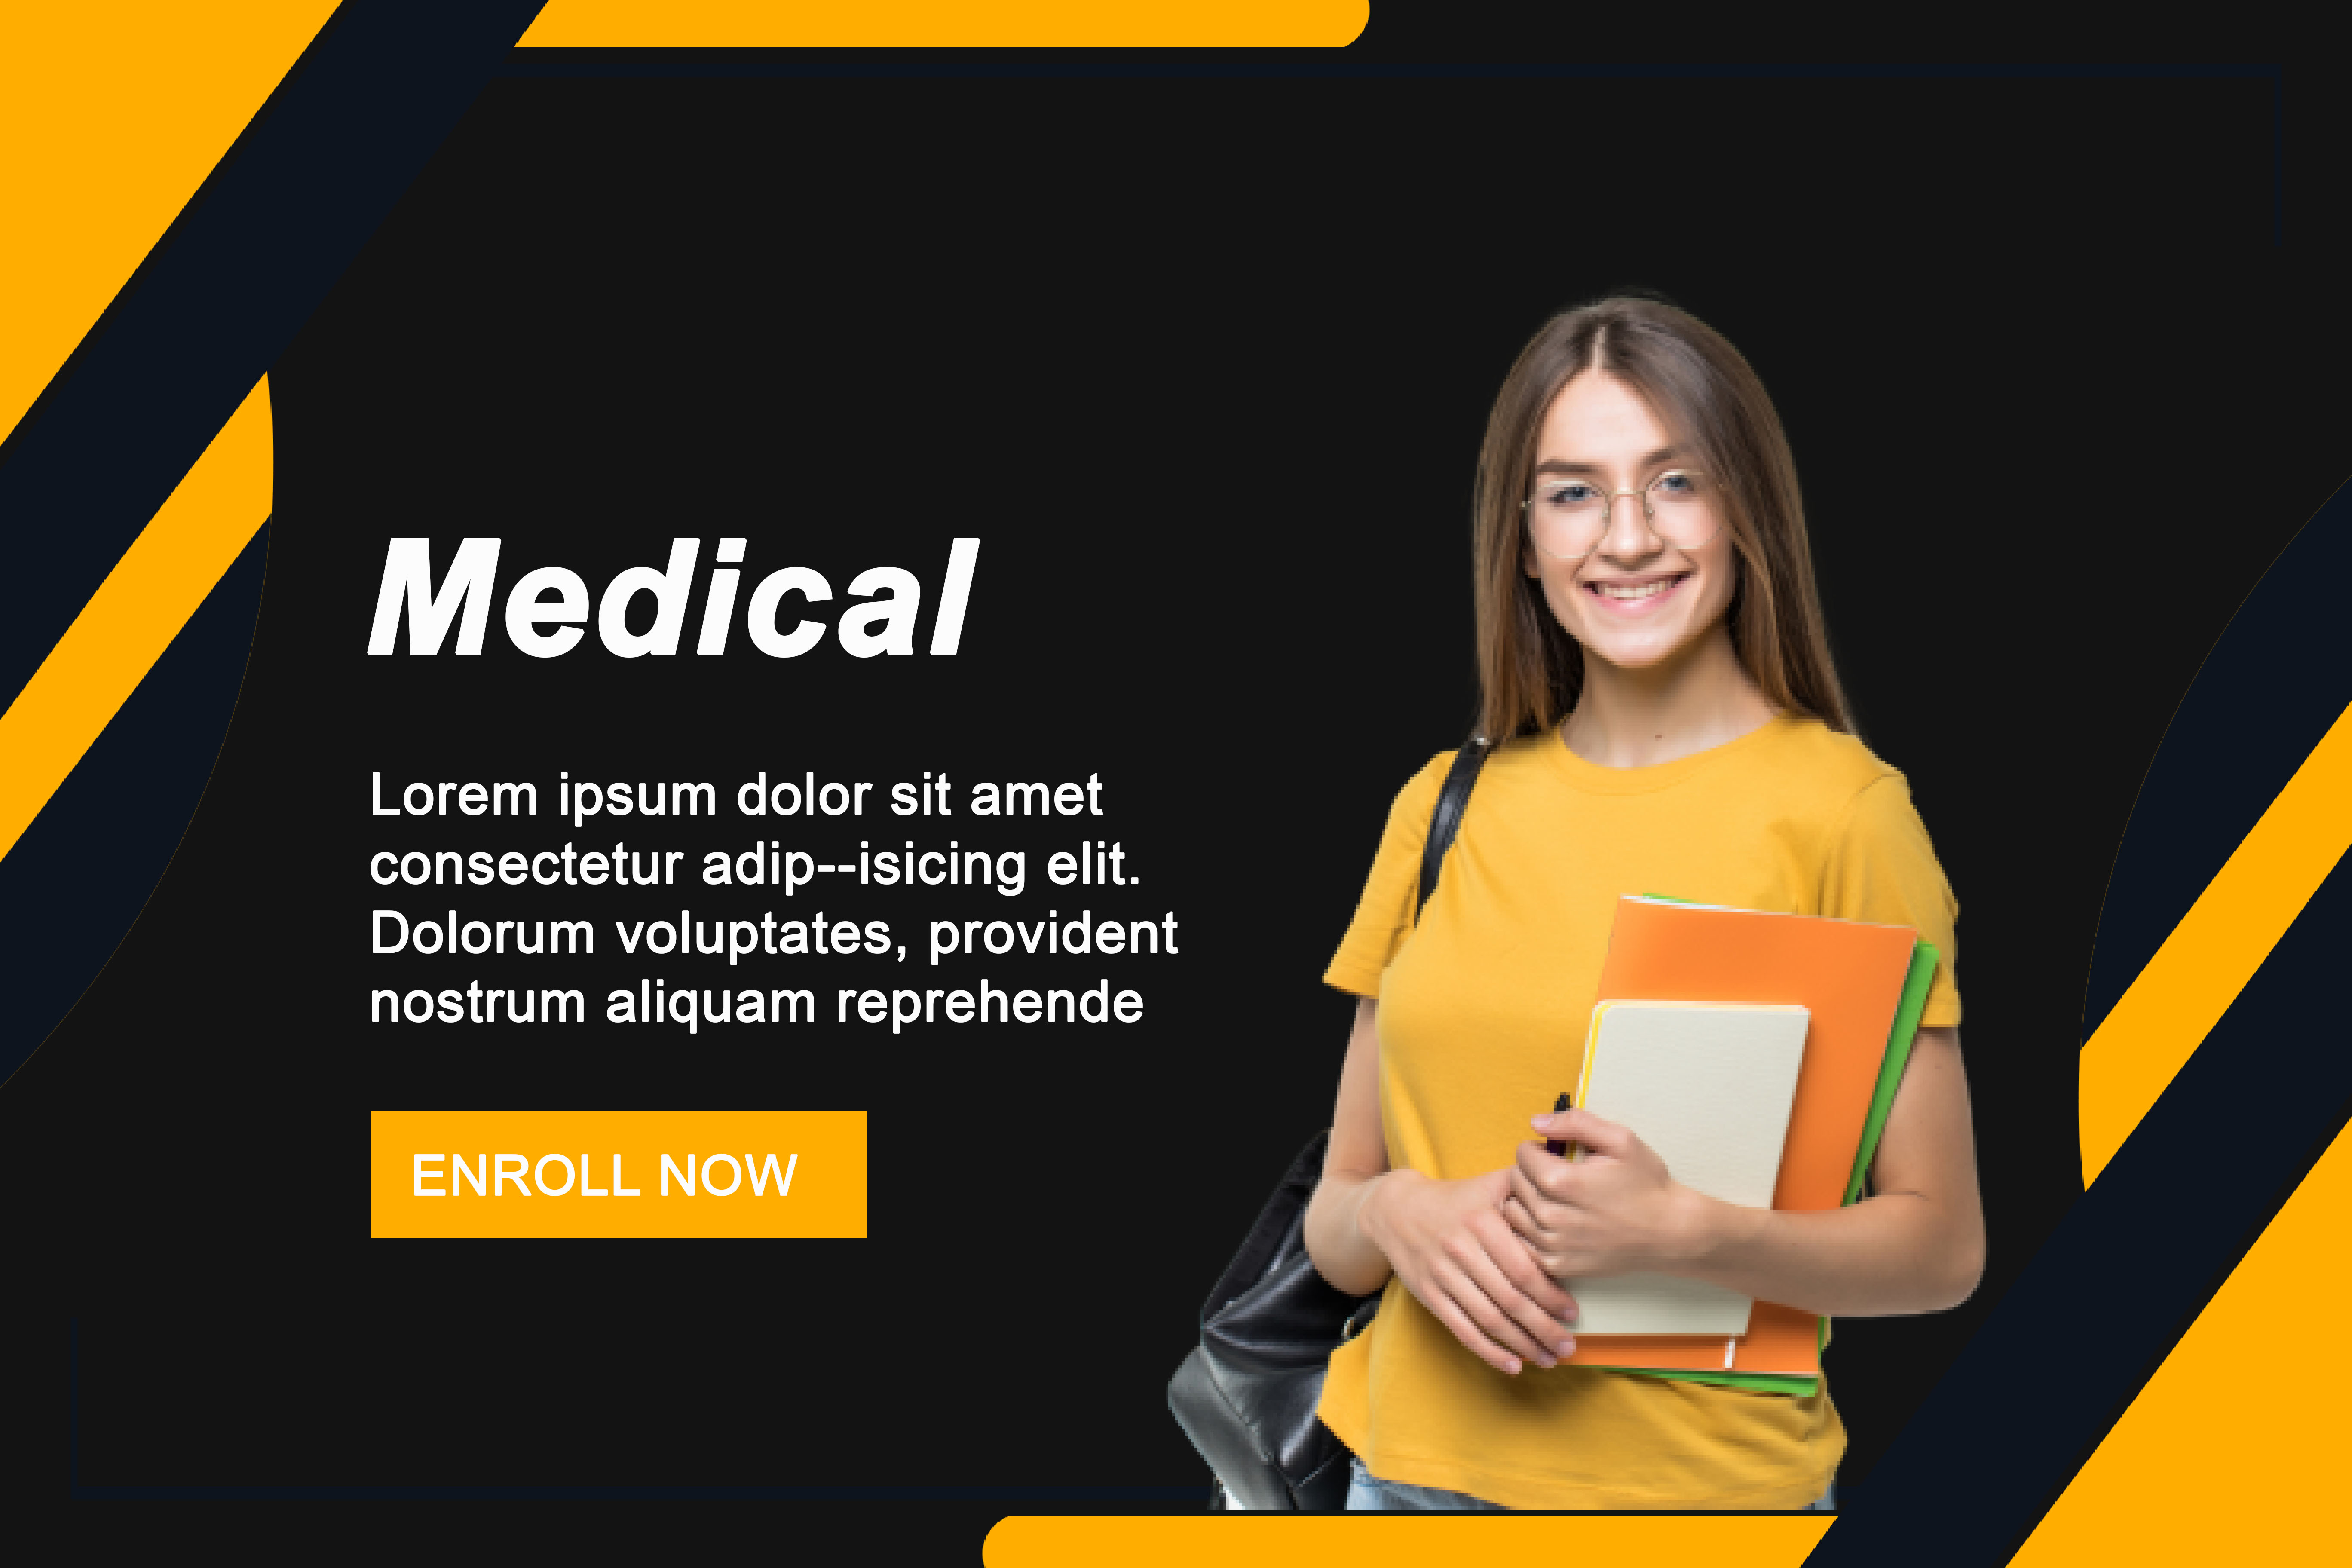 Medical
Lorem ipsum dolor sit amet
consectetur adip--isicing elit.
Dolorum voluptates, provident
nostrum aliquam reprehende
ENROLL NOW